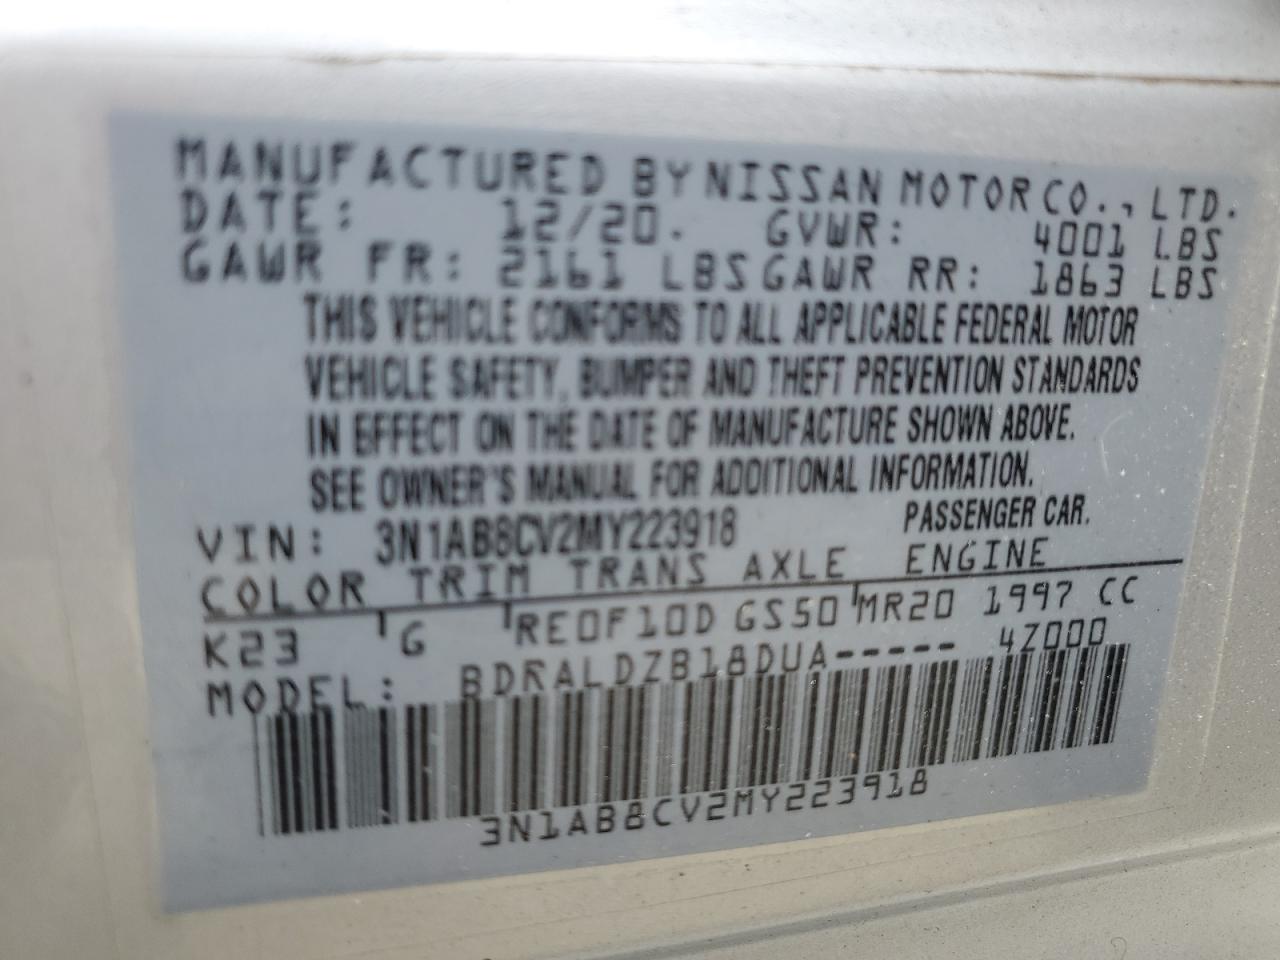 MANUFACTURED BY NISSAN MOTOR CO., LTD.
DATE: 12/20. GVWR: 4001 LBS
GAWR FR: 2161 LBS GAWR RR: 1863 LBS
THIS VEHICLE CONFORMS TO ALL APPLICABLE FEDERAL MOTOR
VEHICLE SAFETY, BUMPER AND THEFT PREVENTION STANDARDS
IN EFFECT ON THE DATE OF MANUFACTURE SHOWN ABOVE.
SEE OWNER'S MANUAL FOR ADDITIONAL INFORMATION.
VIN: 3N1AB8CV2MY223918 PASSENGER CAR.
COLOR TRIM TRANS AXLE ENGINE
K23 G RE0F10D GS50 MR20 1997 CC
MODEL: BDRALDZB18DUA----- 4Z000
3N1AB8CV2MY223918